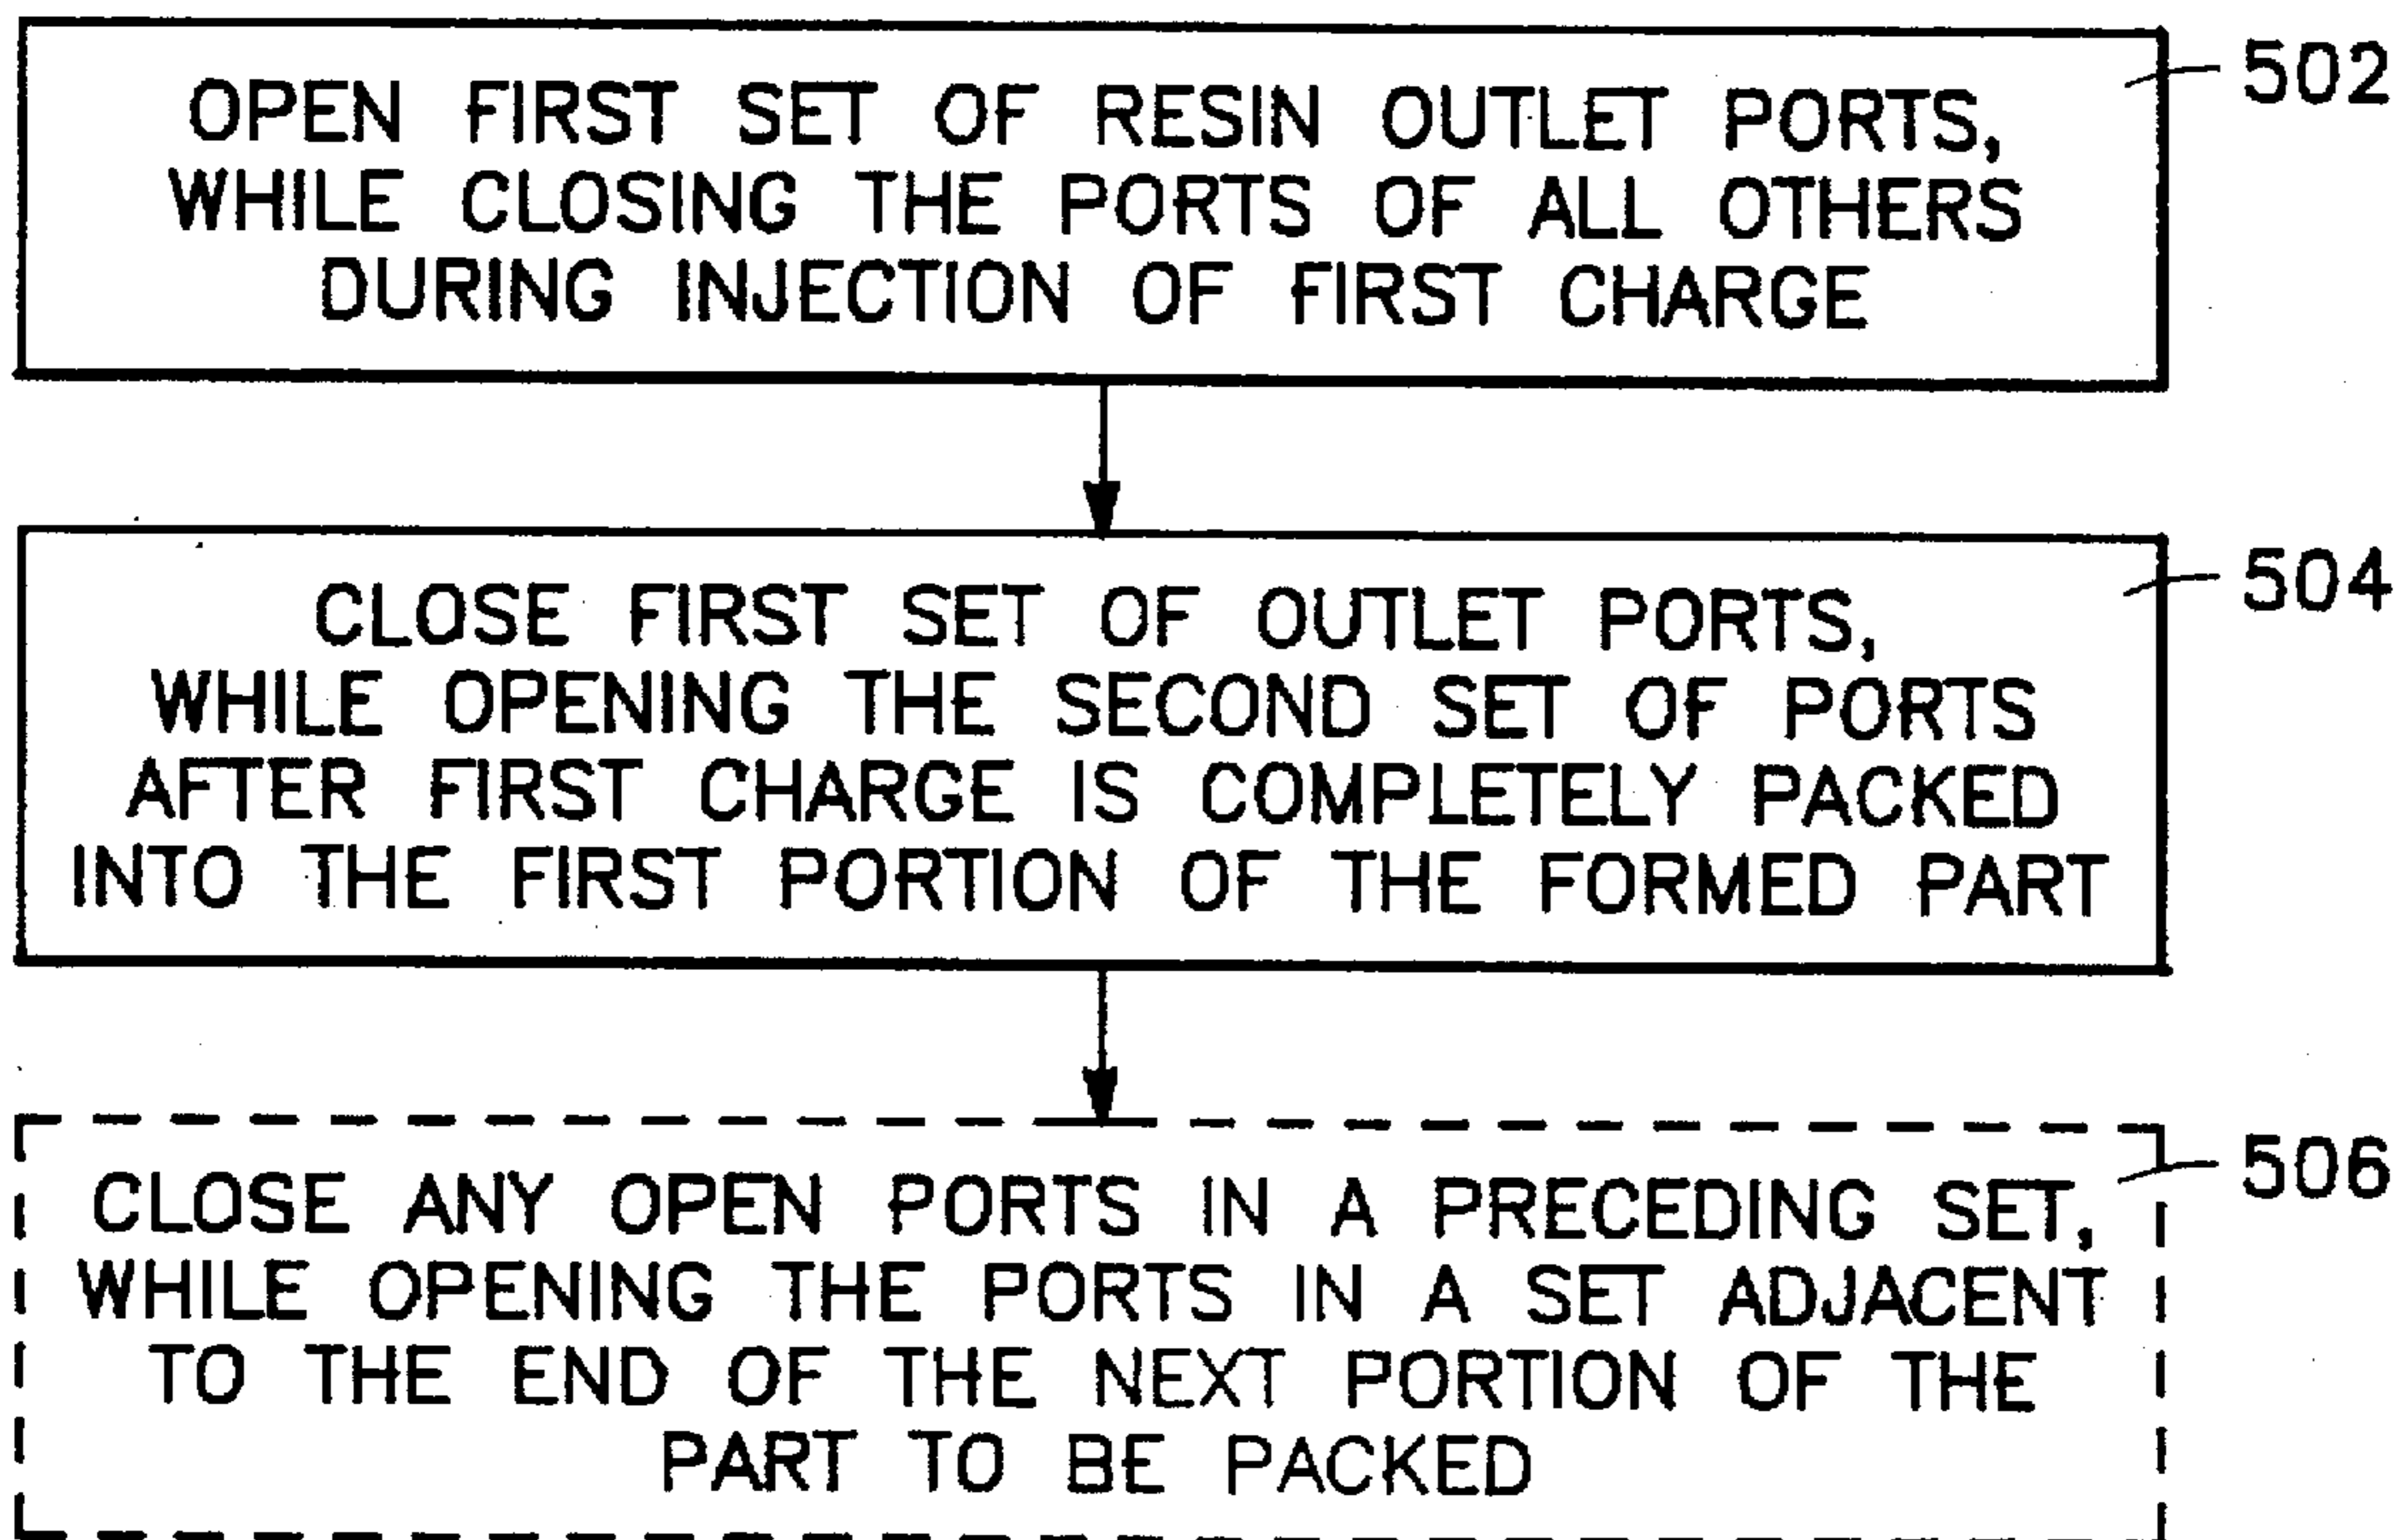 OPEN FIRST SET OF RESIN OUTLET PORTS,
WHILE CLOSING THE PORTS OF ALL OTHERS
DURING INJECTION OF FIRST CHARGE
502
CLOSE FIRST SET OF OUTLET PORTS,
WHILE OPENING THE SECOND SET OF PORTS
AFTER FIRST CHARGE IS COMPLETELY PACKED
INTO THE FIRST PORTION OF THE FORMED PART
504
CLOSE ANY OPEN PORTS IN A PRECEDING SET,
WHILE OPENING THE PORTS IN A SET ADJACENT
TO THE END OF THE NEXT PORTION OF THE
PART TO BE PACKED
506